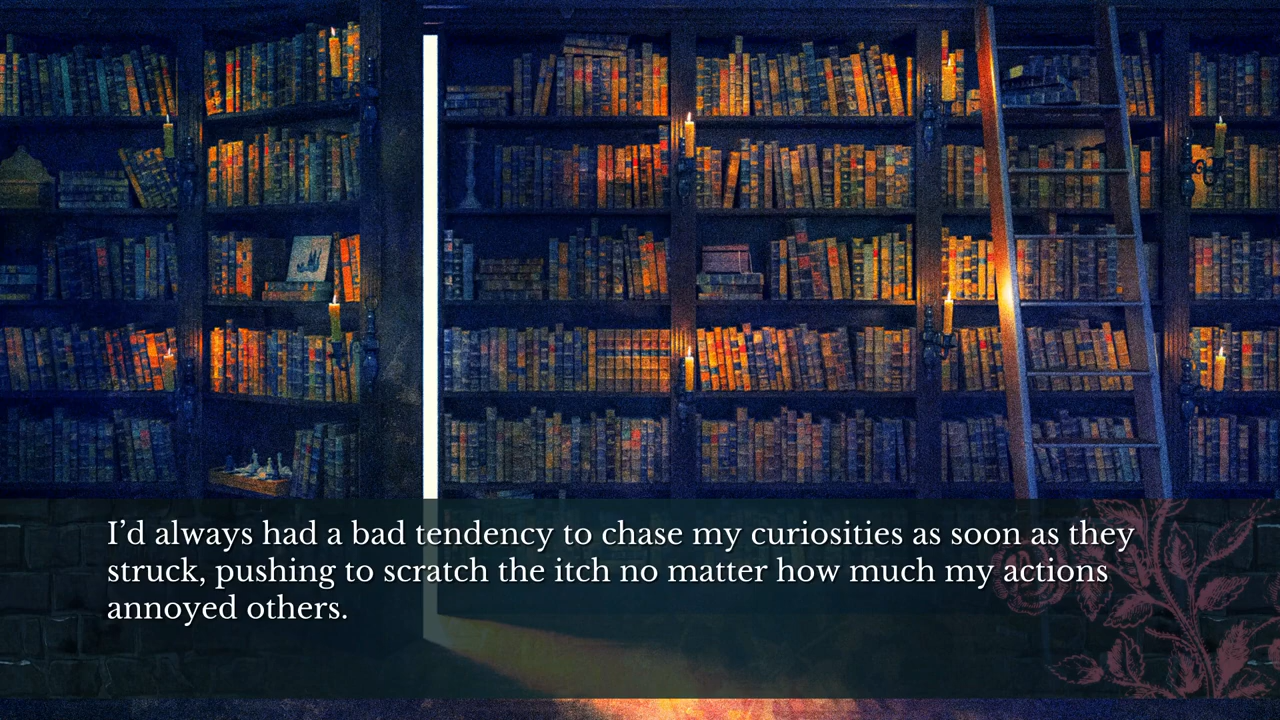 I’d always had a bad tendency to chase my curiosities as soon as they
struck, pushing to scratch the itch no matter how much my actions
annoyed others.